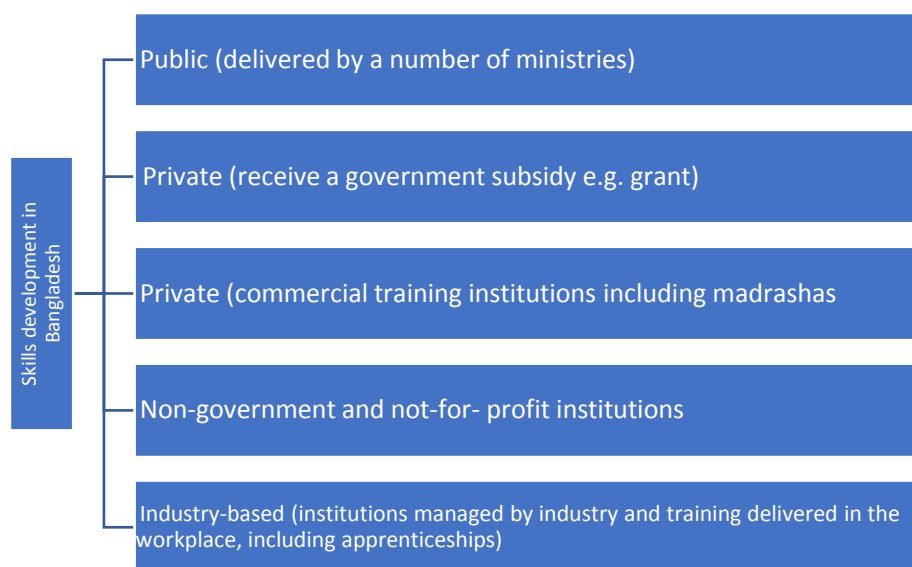 Skills development in
Bangladesh
Public (delivered by a number of ministries)
Private (receive a government subsidy e.g. grant)
Private (commercial training institutions including madrashas
Non-government and not-for- profit institutions
Industry-based (institutions managed by industry and training delivered in the
workplace, including apprenticeships)